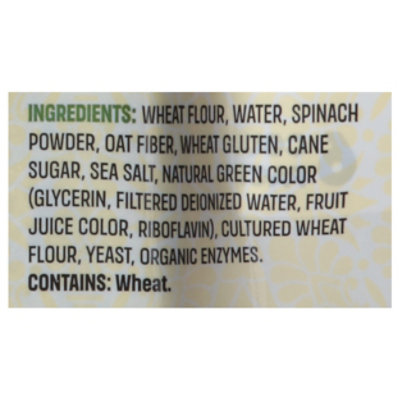 INGREDIENTS: WHEAT FLOUR, WATER, SPINACH
POWDER, OAT FIBER, WHEAT GLUTEN, CANE
SUGAR, SEA SALT, NATURAL GREEN COLOR
(GLYCERIN, FILTERED DEIONIZED WATER, FRUIT
JUICE COLOR, RIBOFLAVIN), CULTURED WHEAT
FLOUR, YEAST, ORGANIC ENZYMES.
CONTAINS: Wheat.